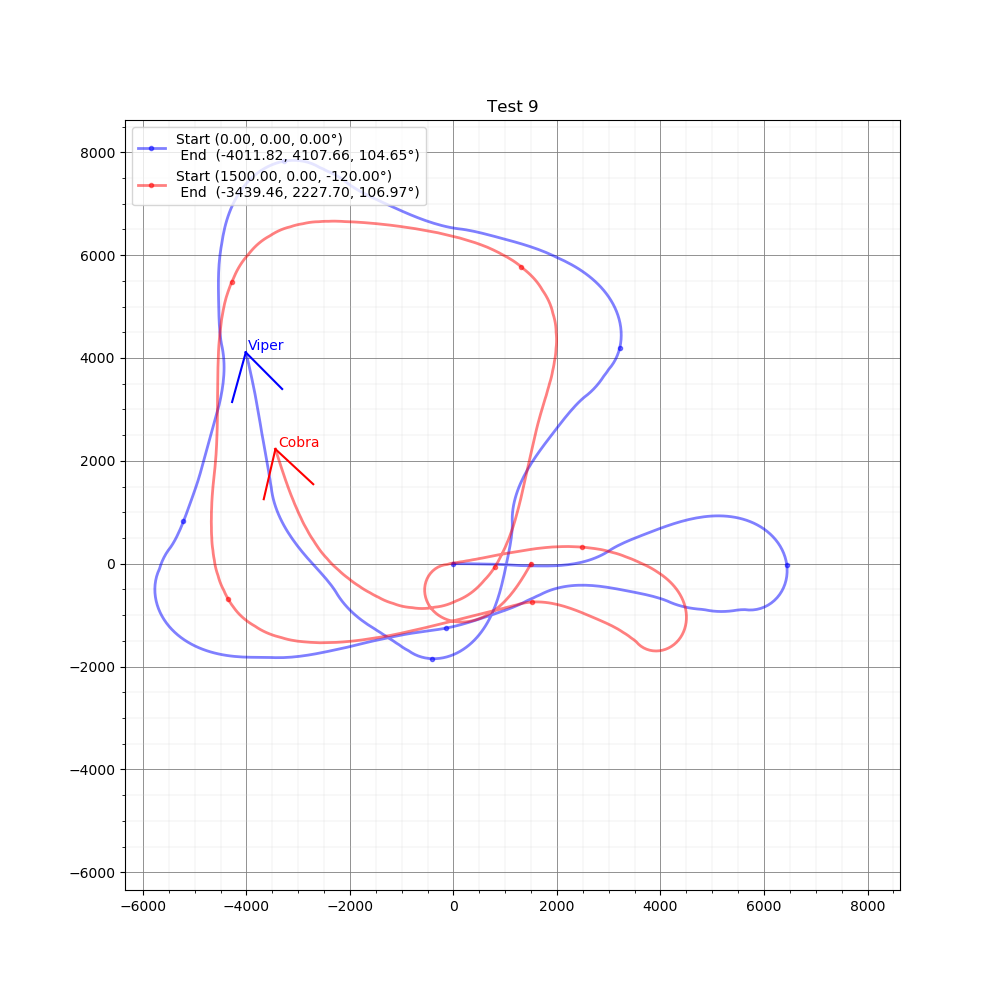 Test 9
Start (0.00, 0.00, 0.00°)
End (-4011.82, 4107.66, 104.65°)
Start (1500.00, 0.00, -120.00°)
End (-3439.46, 2227.70, 106.97°)
8000
6000
4000
2000
0
−2000
−4000
−6000
Viper
Cobra
−6000 −4000 −2000 0 2000 4000 6000 8000